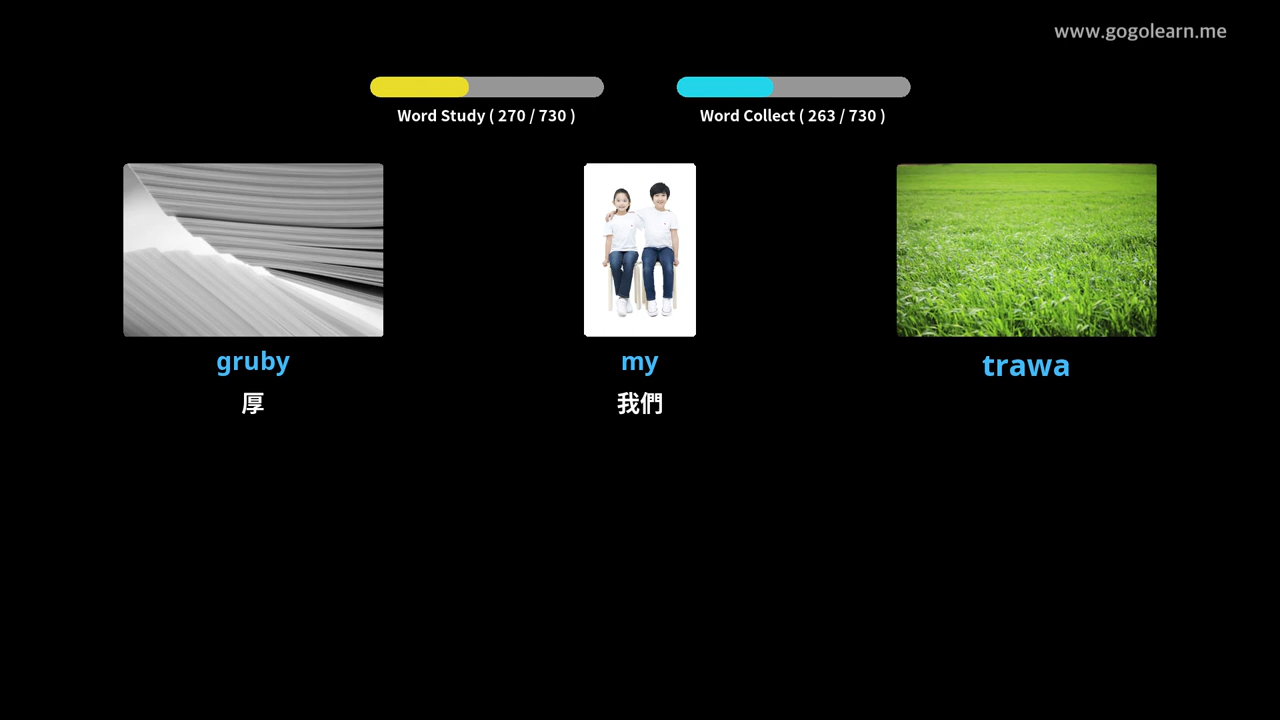 www.gogolearn.me
Word Study ( 270 / 730 )
Word Collect ( 263 / 730 )
gruby
my
trawa
厚
我們